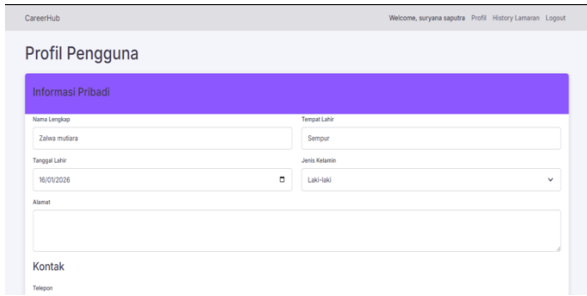 CareerHub
Welcome, suryana saputra Profil History Lamaran Logout
Profil Pengguna
Informasi Pribadi
Nama Lengkap Tempat Lahir
Zalwa mutiara Sempur
Tanggal Lahir Jenis Kelamin
16/01/2026 Laki-laki
Alamat
Kontak
Telepon